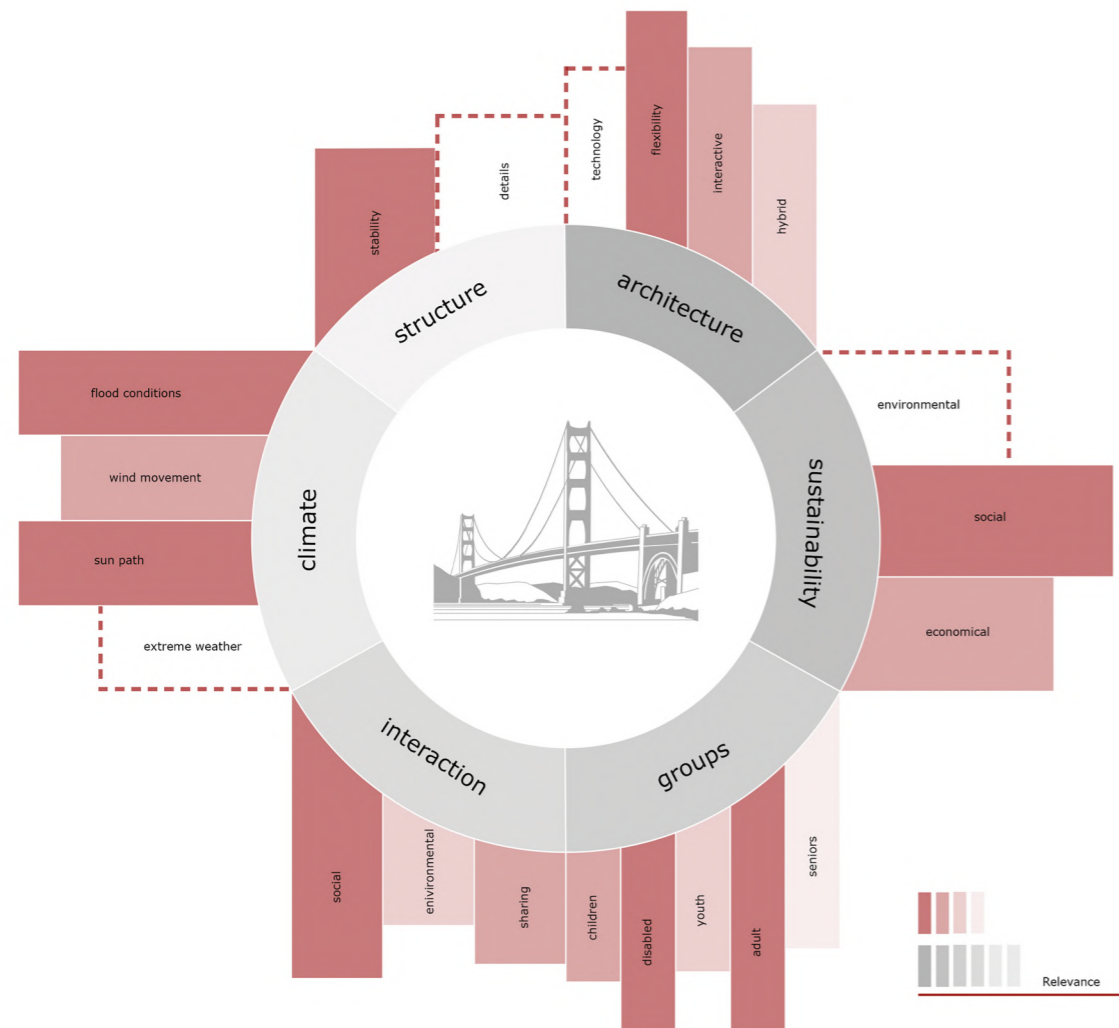 technology
flexibility
interactive
hybrid
details
stability
structure
architecture
environmental
flood conditions
wind movement
sun path
extreme weather
climate
sustainability
social
economical
interaction
groups
social
enivironmental
sharing
children
disabled
youth
adult
seniors
Relevance